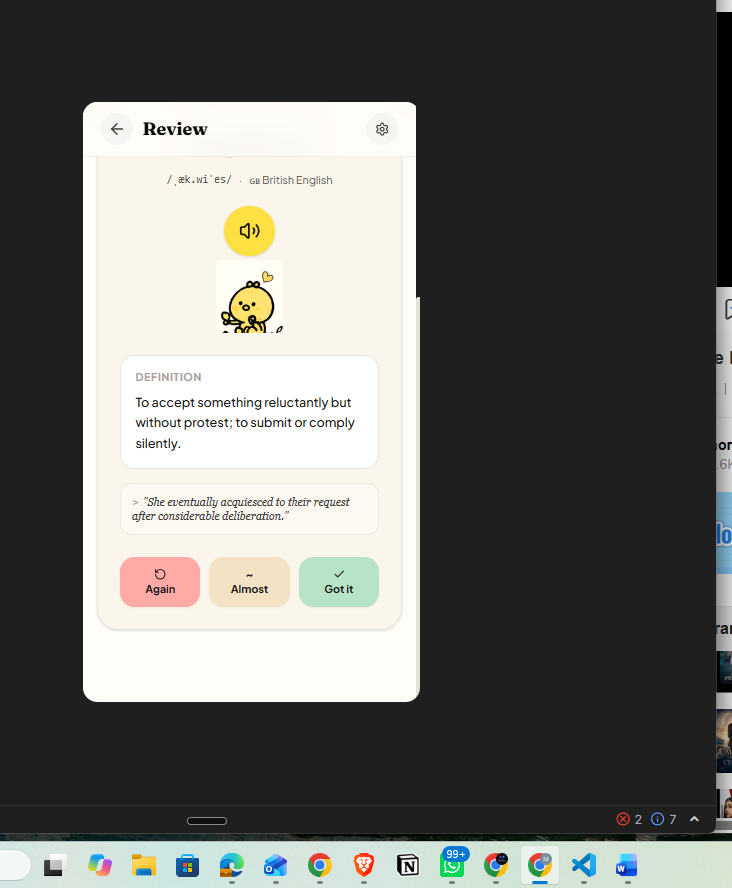 Review
/ˌæk.wiˈes/ · GB British English
DEFINITION
To accept something reluctantly but
without protest; to submit or comply
silently.
> "She eventually acquiesced to their request
after considerable deliberation."
Again
~
Almost
Got it
2
7
99+